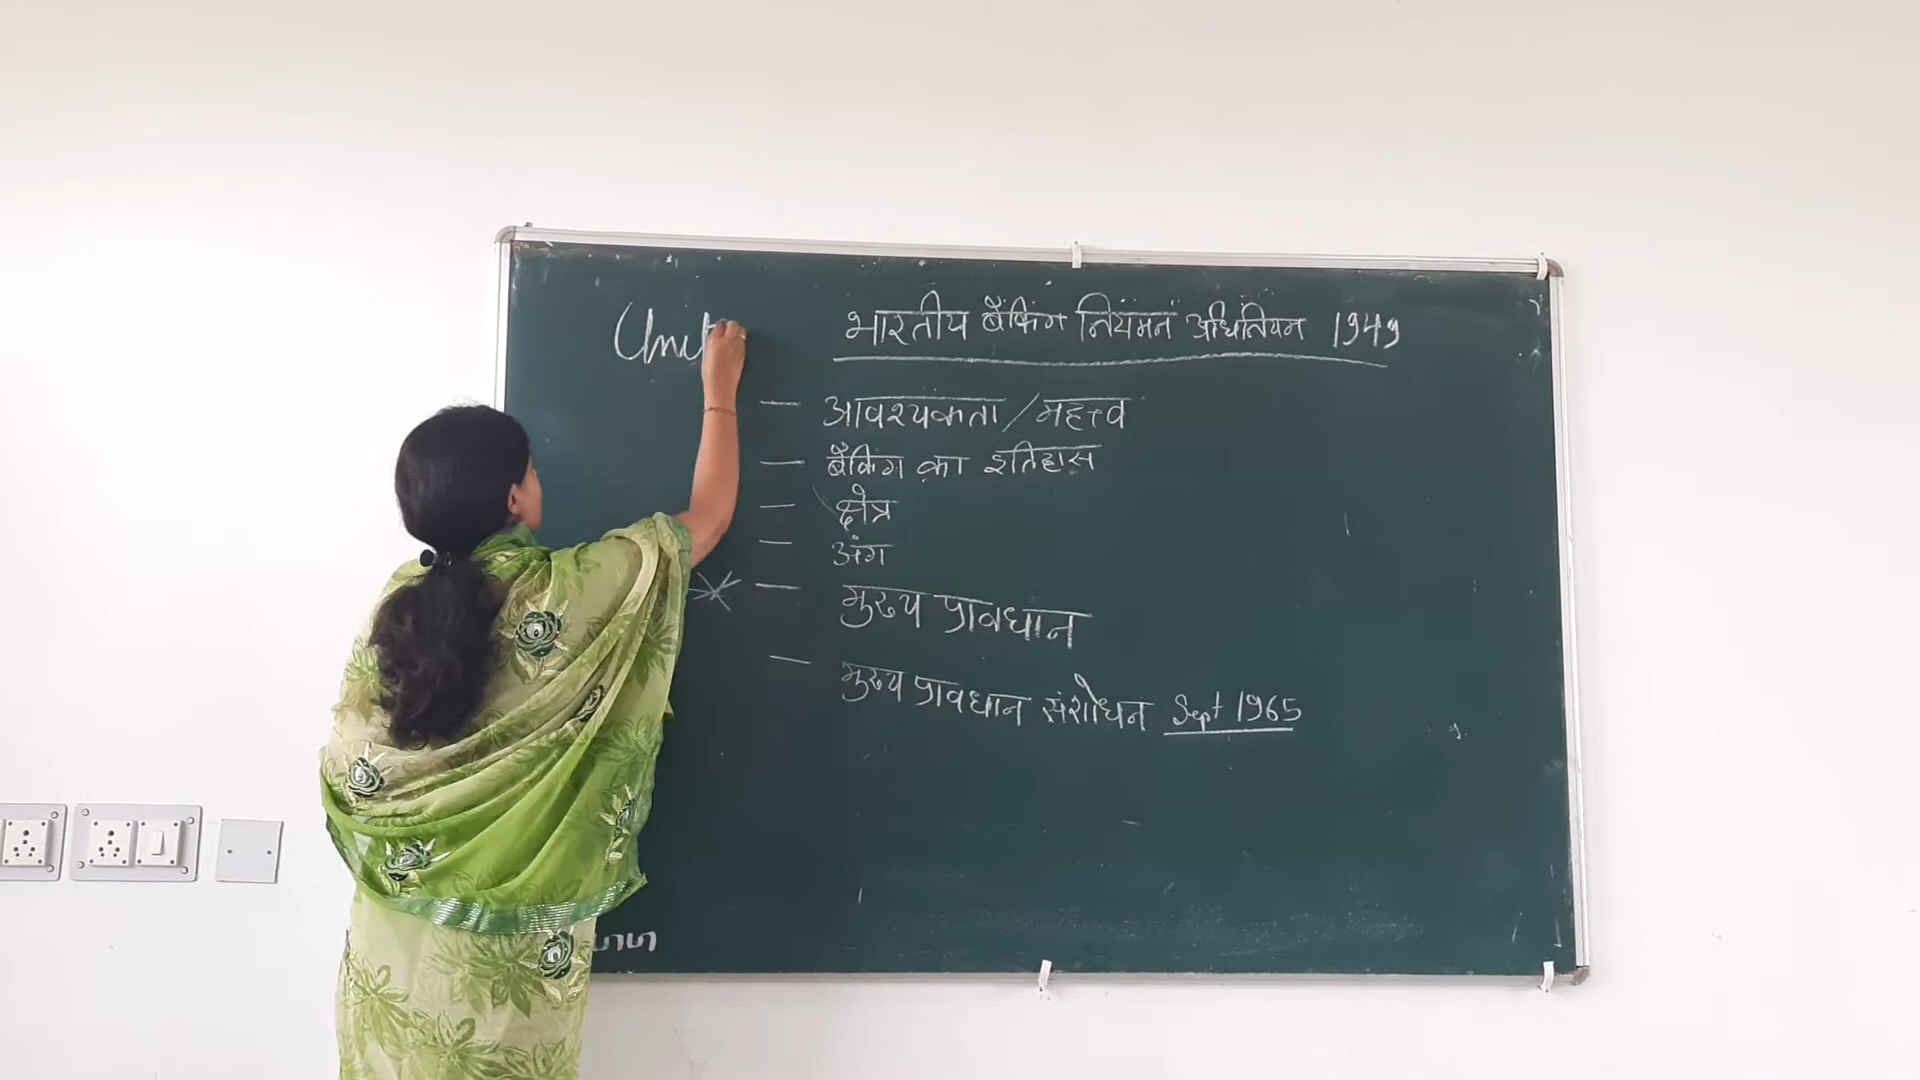 Unit
भारतीय बैंकिंग नियमन अधिनियम 1949
— आवश्यकता / महत्त्व
— बैंकिंग का इतिहास
— क्षेत्र
— अंग
* — मुख्य प्रावधान
— मुख्य प्रावधान संशोधन Sept 1965